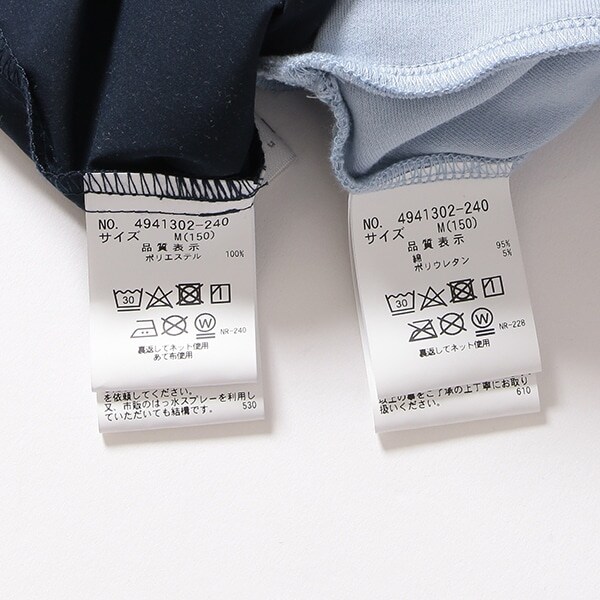 NO. 4941302-240
サイズ M(150)
品質表示
ポリエステル 100%
30
W
NR-240
裏返してネット使用
あて布使用
を依頼してください。
又、市販のはっ水スプレーを利用し
ていただいても結構です。 530
NO. 4941302-240
サイズ M(150)
品質表示
綿 95%
ポリウレタン 5%
30
W
NR-228
裏返してネット使用
以上の事をご了承の上丁寧にお取り
扱いください。 610